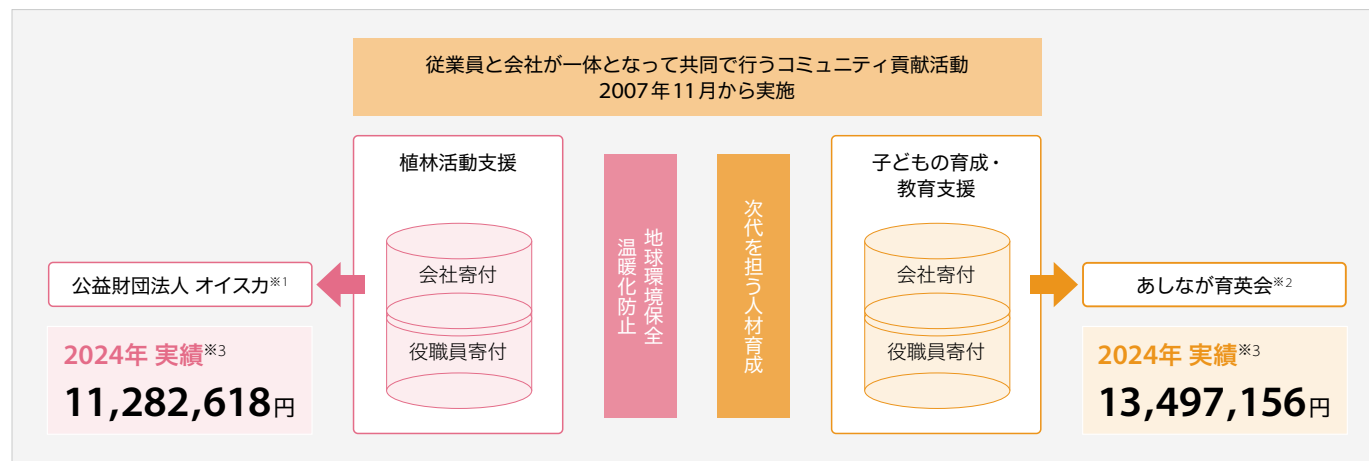 従業員と会社が一体となって共同で行うコミュニティ貢献活動
2007年11月から実施
植林活動支援
会社寄付
役職員寄付
公益財団法人 オイスカ※1
2024年 実績※3
11,282,618円
地球環境保全
温暖化防止
次代を担う人材育成
子どもの育成・
教育支援
会社寄付
役職員寄付
あしなが育英会※2
2024年 実績※3
13,497,156円